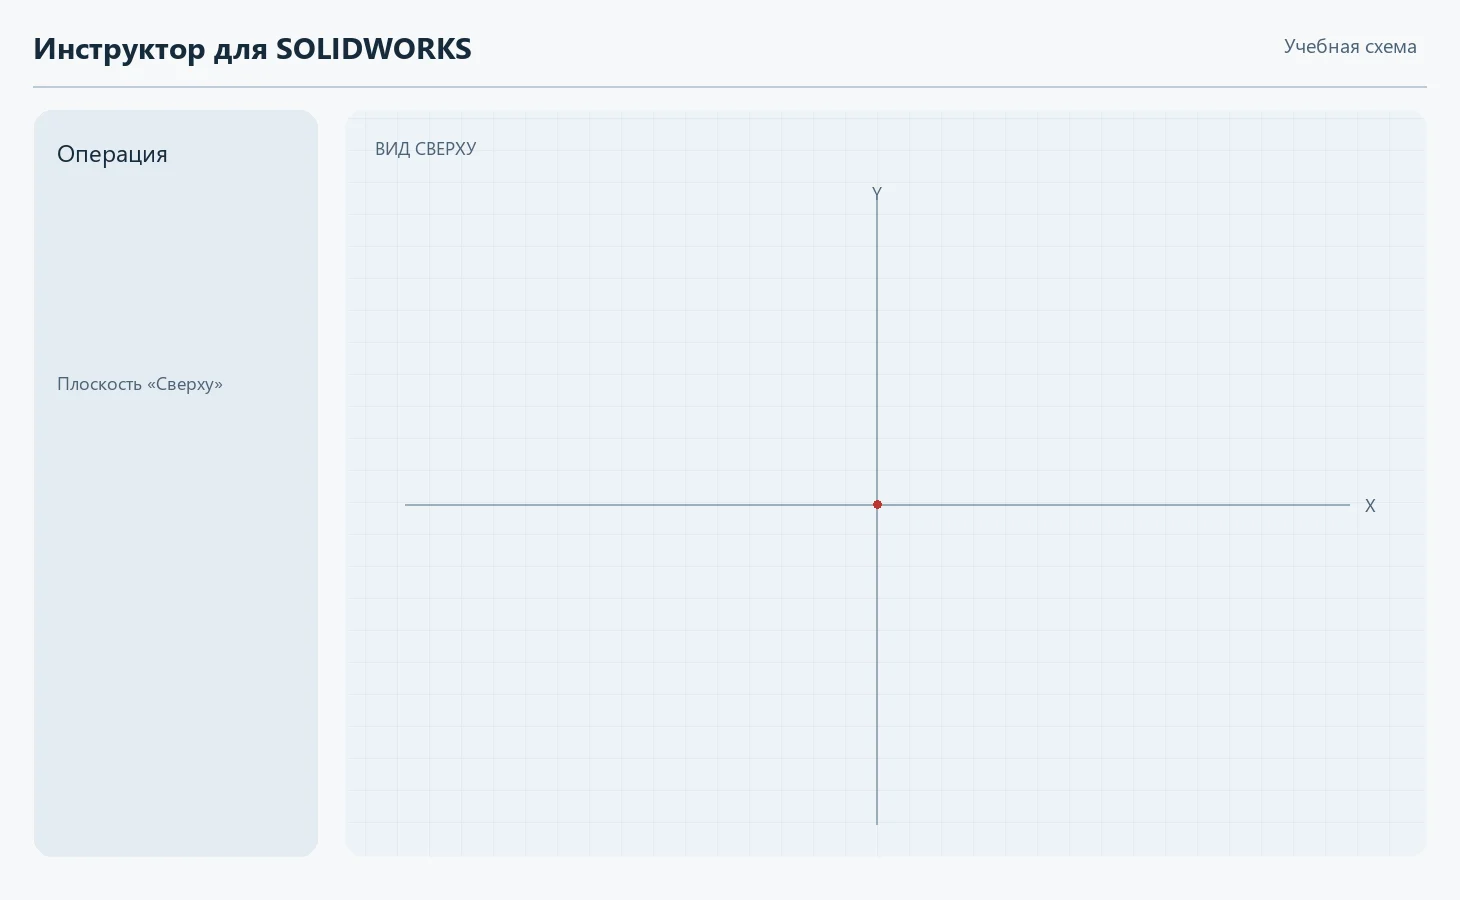 Инструктор для SOLIDWORKS
Учебная схема
Операция
Плоскость «Сверху»
ВИД СВЕРХУ
Y
X